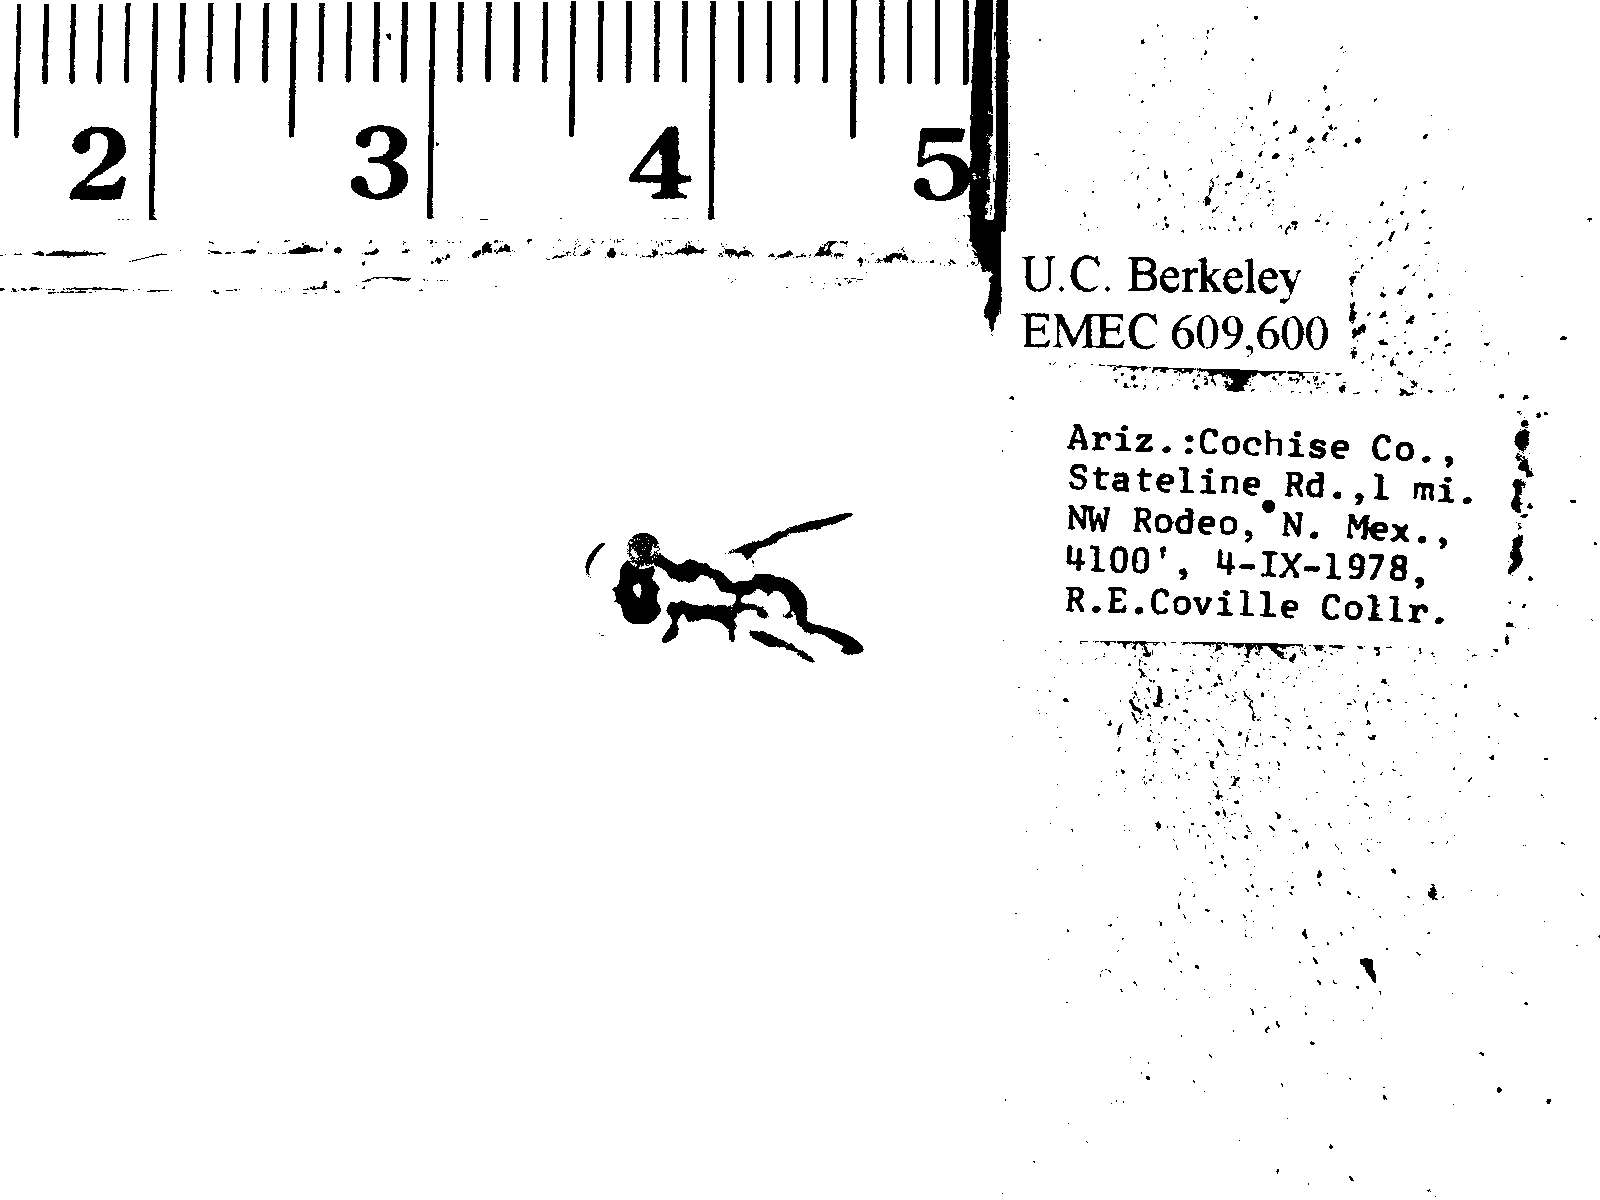 2 3 4 5
U.C. Berkeley
EMEC 609,600
Ariz.:Cochise Co.,
Stateline Rd.,1 mi.
NW Rodeo, N. Mex.,
4100', 4-IX-1978,
R.E.Coville Collr.